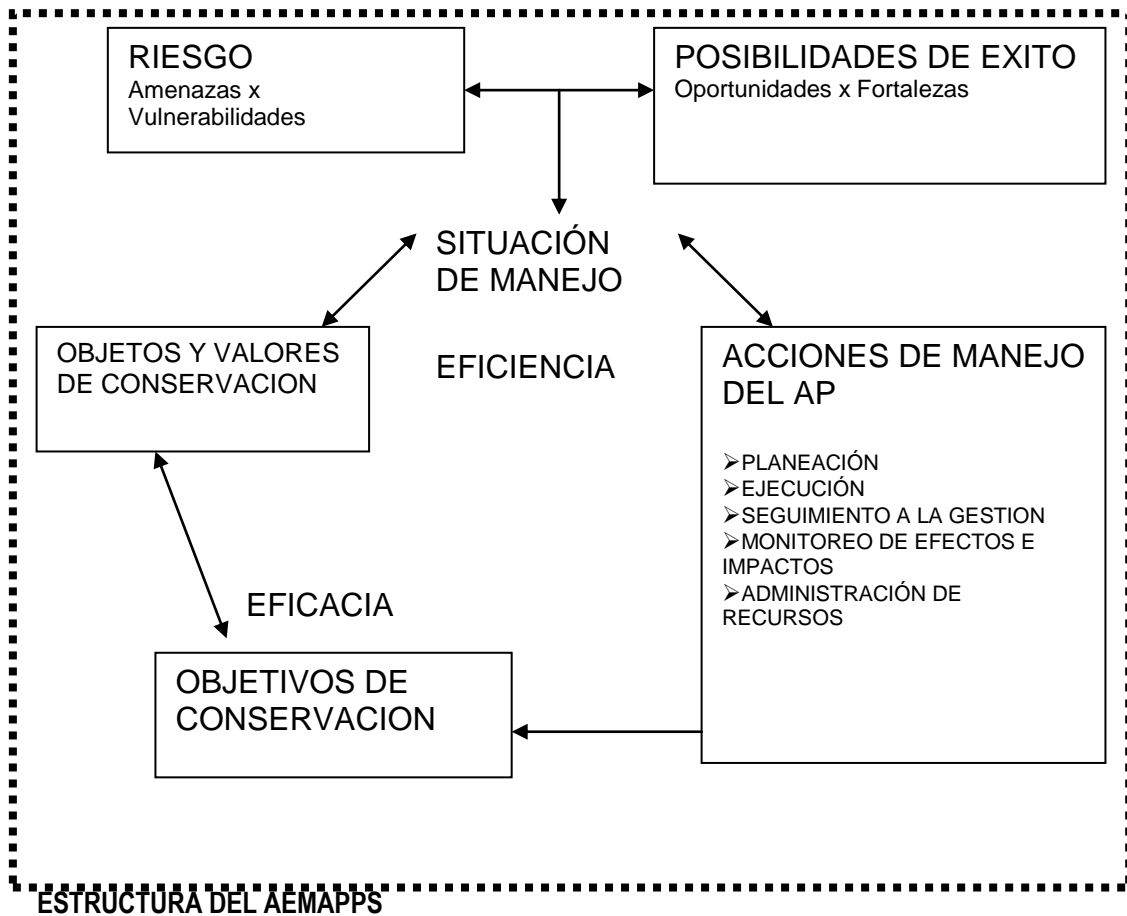 RIESGO
Amenazas x
Vulnerabilidades
POSIBILIDADES DE EXITO
Oportunidades x Fortalezas
SITUACIÓN
DE MANEJO
EFICIENCIA
OBJETOS Y VALORES
DE CONSERVACION
ACCIONES DE MANEJO
DEL AP
➢PLANEACIÓN
➢EJECUCIÓN
➢SEGUIMIENTO A LA GESTION
➢MONITOREO DE EFECTOS E
IMPACTOS
➢ADMINISTRACIÓN DE
RECURSOS
EFICACIA
OBJETIVOS DE
CONSERVACION
ESTRUCTURA DEL AEMAPPS